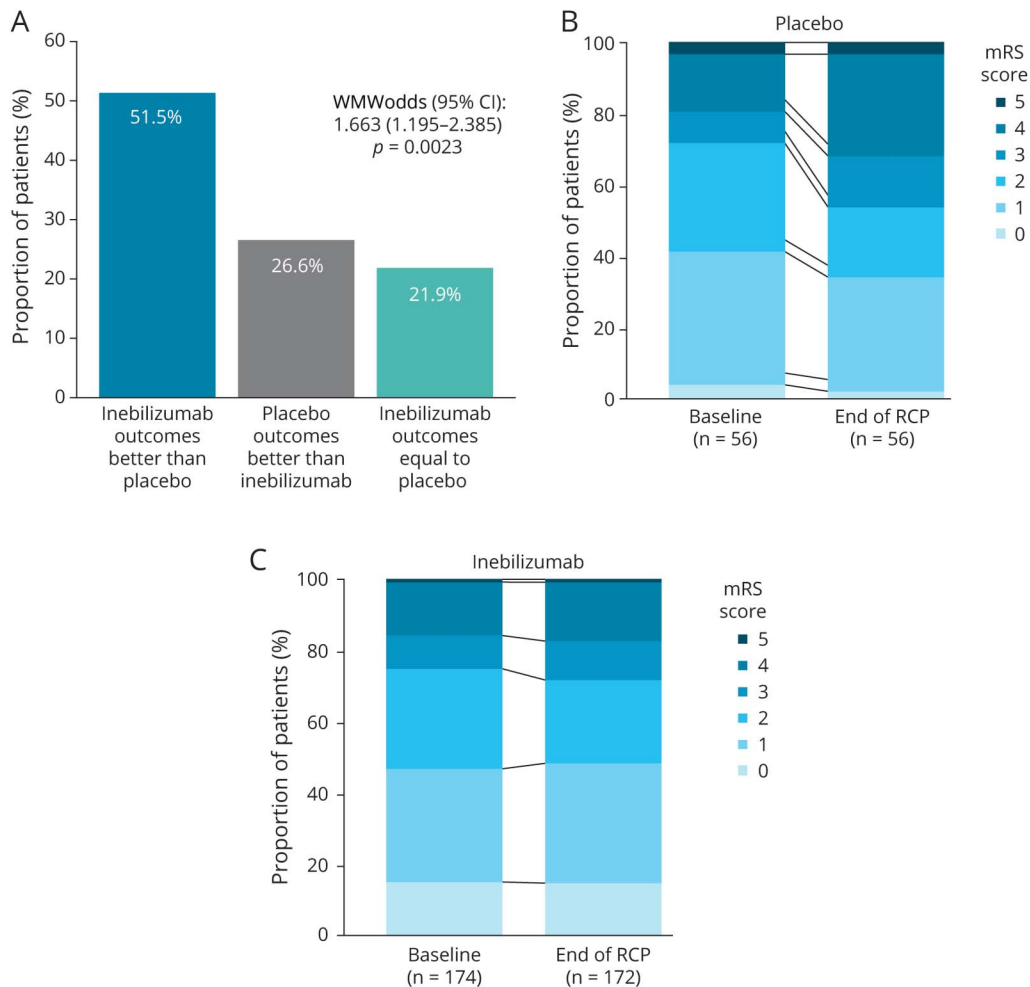 A
60
50
40
30
20
10
0
Proportion of patients (%)
51.5%
26.6%
21.9%
WMWodds (95% CI):
1.663 (1.195–2.385)
p = 0.0023
Inebilizumab
outcomes
better than
placebo
Placebo
outcomes
better than
inebilizumab
Inebilizumab
outcomes
equal to
placebo
B
Placebo
100
80
60
40
20
0
Proportion of patients (%)
Baseline
(n = 56)
End of RCP
(n = 56)
mRS
score
5
4
3
2
1
0
C
Inebilizumab
100
80
60
40
20
0
Proportion of patients (%)
Baseline
(n = 174)
End of RCP
(n = 172)
mRS
score
5
4
3
2
1
0